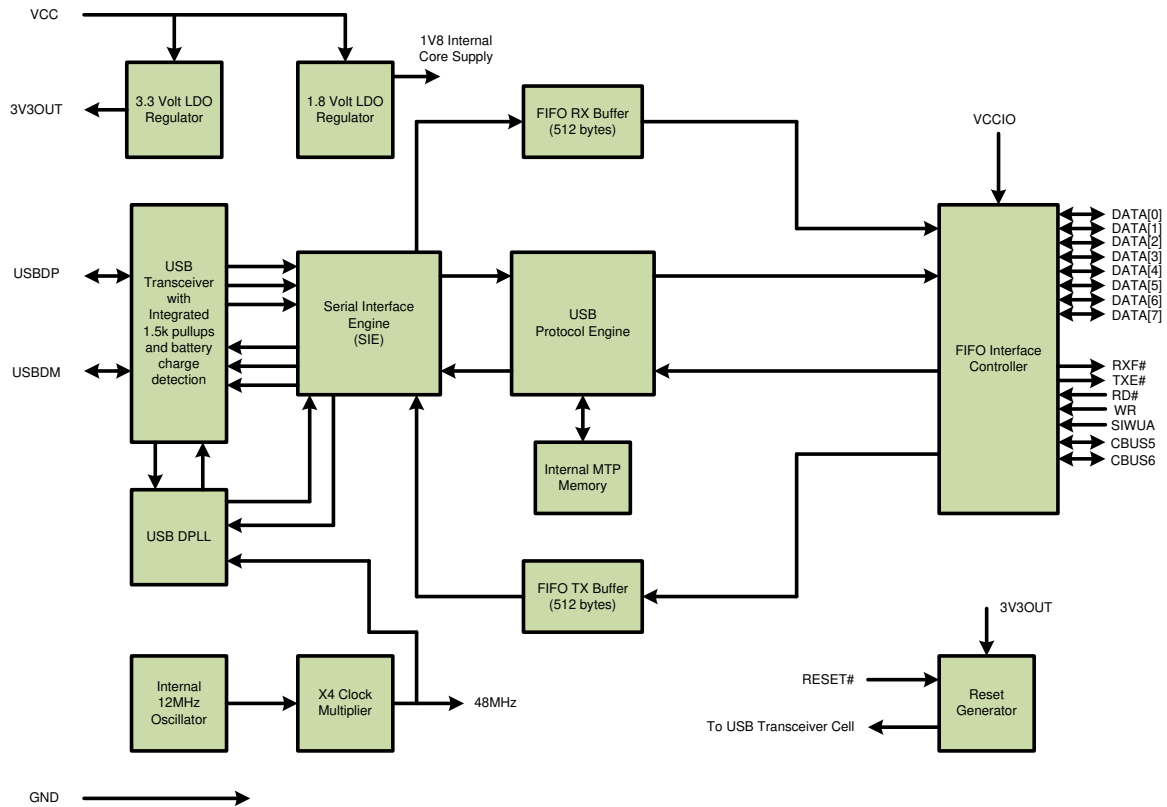 VCC
1V8 Internal
Core Supply
3.3 Volt LDO
Regulator
1.8 Volt LDO
Regulator
3V3OUT
FIFO RX Buffer
(512 bytes)
VCCIO
USBDP
USBDM
USB
Transceiver
with
Integrated
1.5k pullups
and battery
charge
detection
Serial Interface
Engine
(SIE)
USB
Protocol Engine
FIFO Interface
Controller
DATA[0]
DATA[1]
DATA[2]
DATA[3]
DATA[4]
DATA[5]
DATA[6]
DATA[7]
RXF#
TXE#
RD#
WR
SIWUA
CBUS5
CBUS6
Internal MTP
Memory
USB DPLL
FIFO TX Buffer
(512 bytes)
3V3OUT
Internal
12MHz
Oscillator
X4 Clock
Multiplier
48MHz
RESET#
To USB Transceiver Cell
Reset
Generator
GND